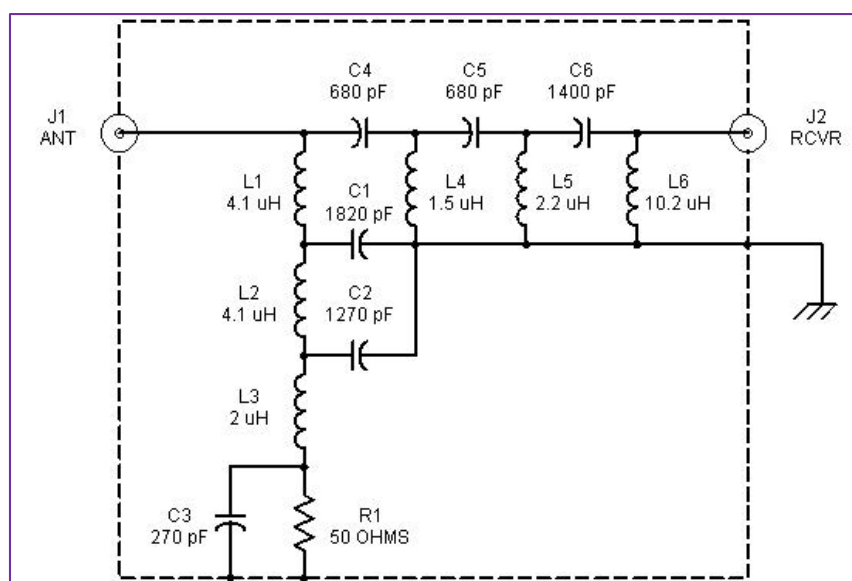 C4
680 pF
C5
680 pF
C6
1400 pF
J1
ANT
J2
RCVR
L1
4.1 uH
C1
1820 pF
L4
1.5 uH
L5
2.2 uH
L6
10.2 uH
L2
4.1 uH
C2
1270 pF
L3
2 uH
C3
270 pF
R1
50 OHMS